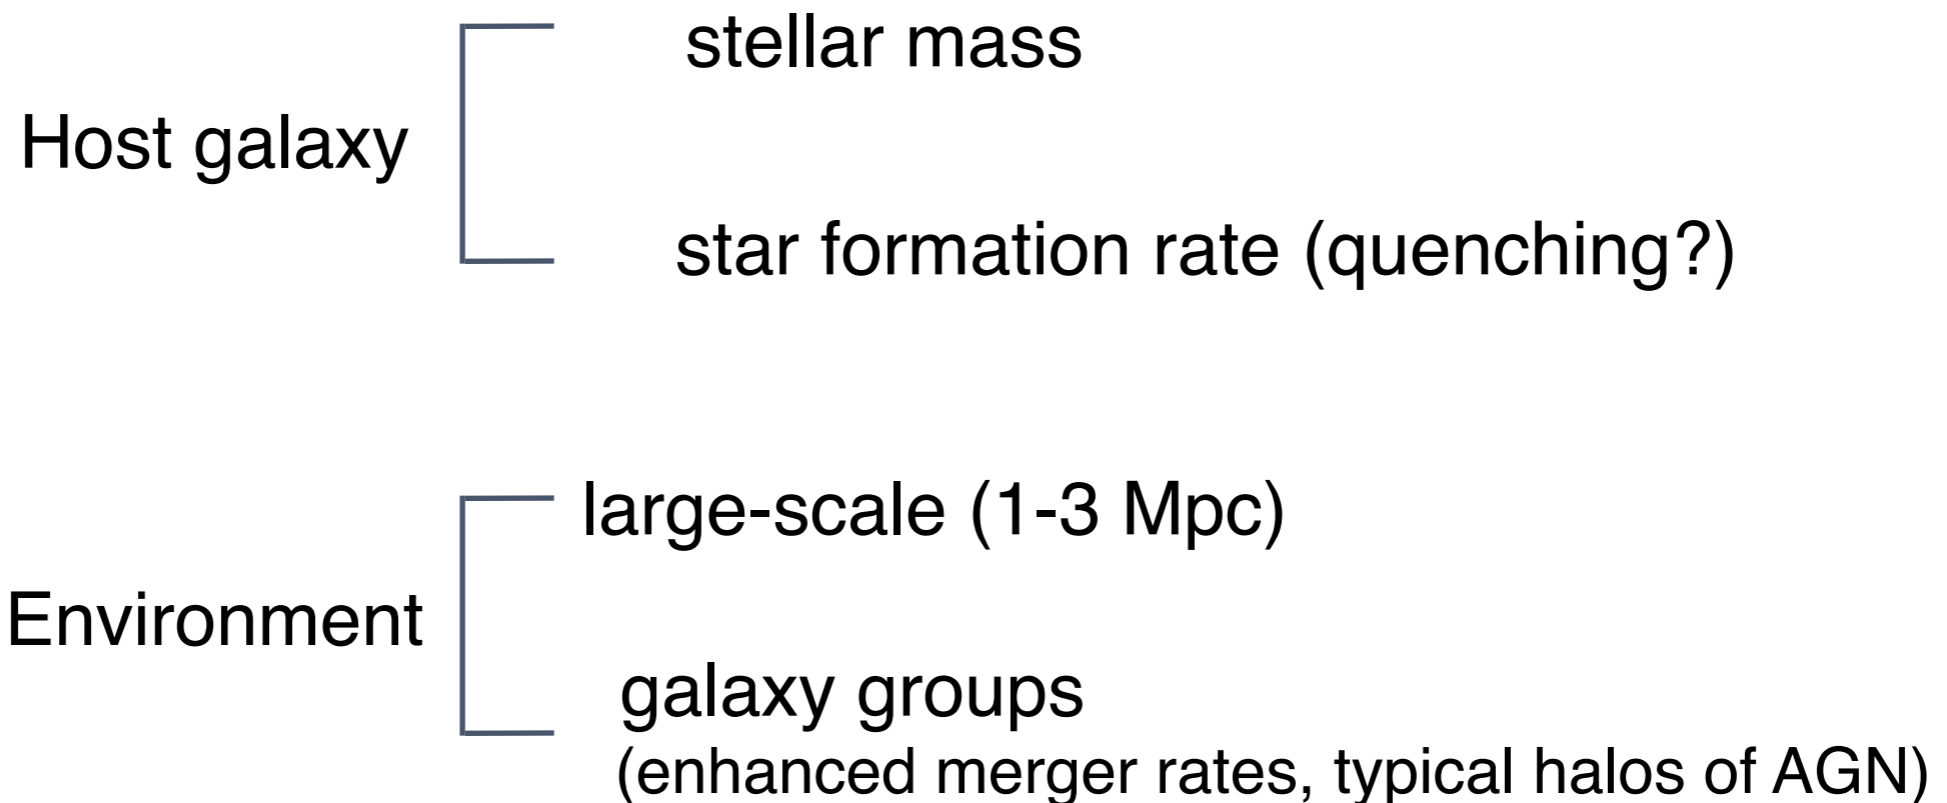 stellar mass
Host galaxy
star formation rate (quenching?)
large-scale (1-3 Mpc)
Environment
galaxy groups
(enhanced merger rates, typical halos of AGN)